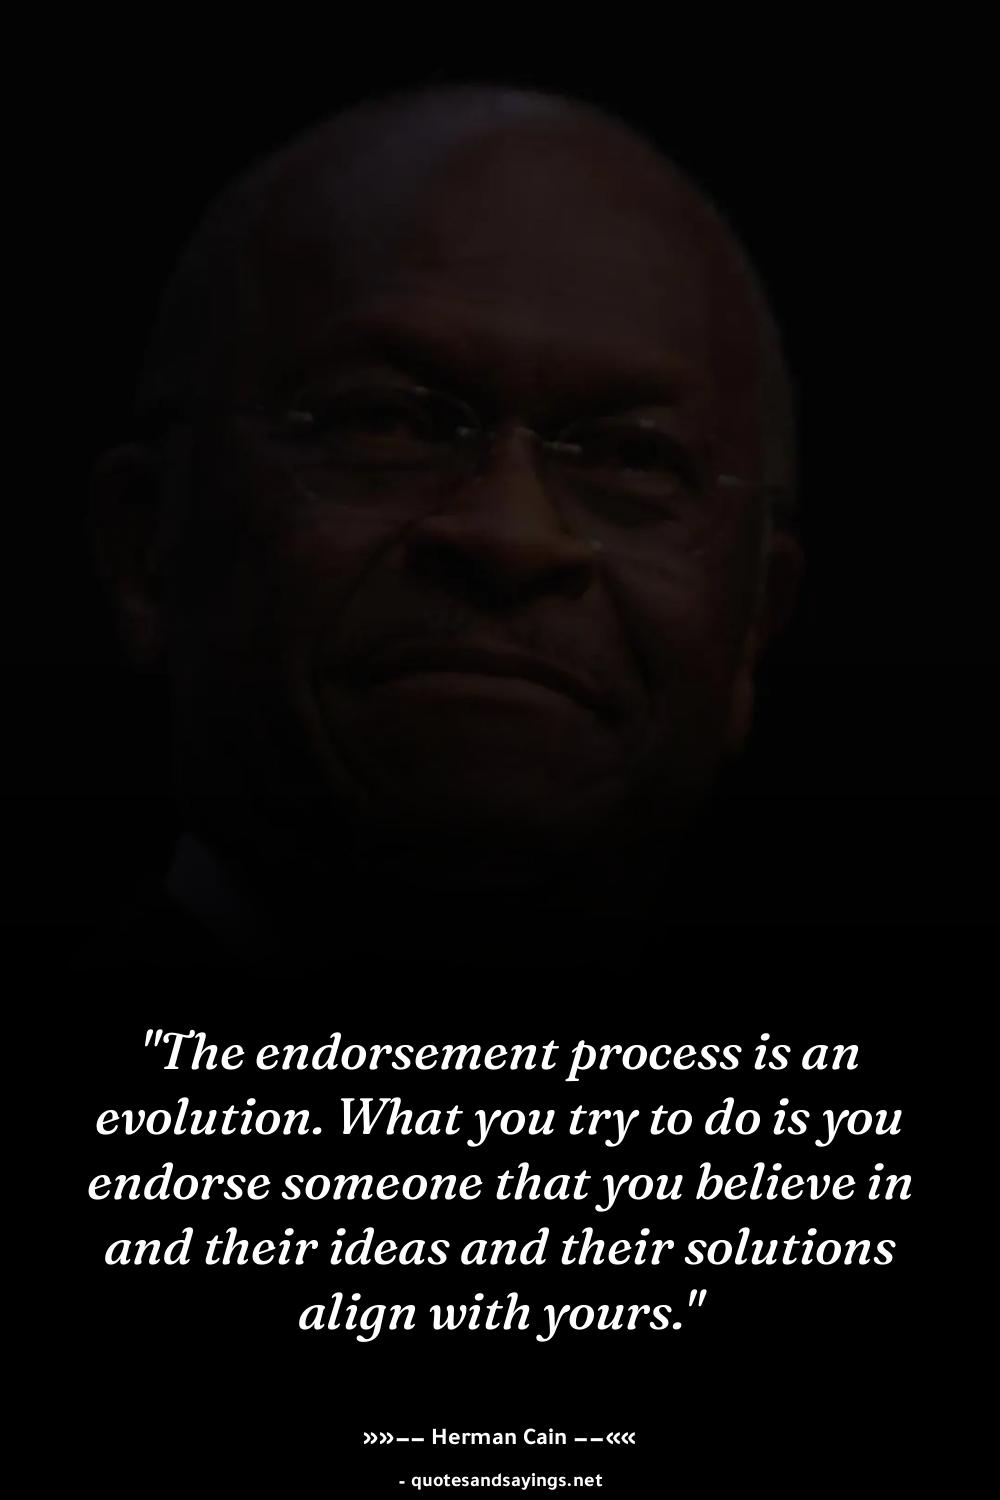 "The endorsement process is an
evolution. What you try to do is you
endorse someone that you believe in
and their ideas and their solutions
align with yours."
»»−− Herman Cain −−««
- quotesandsayings.net